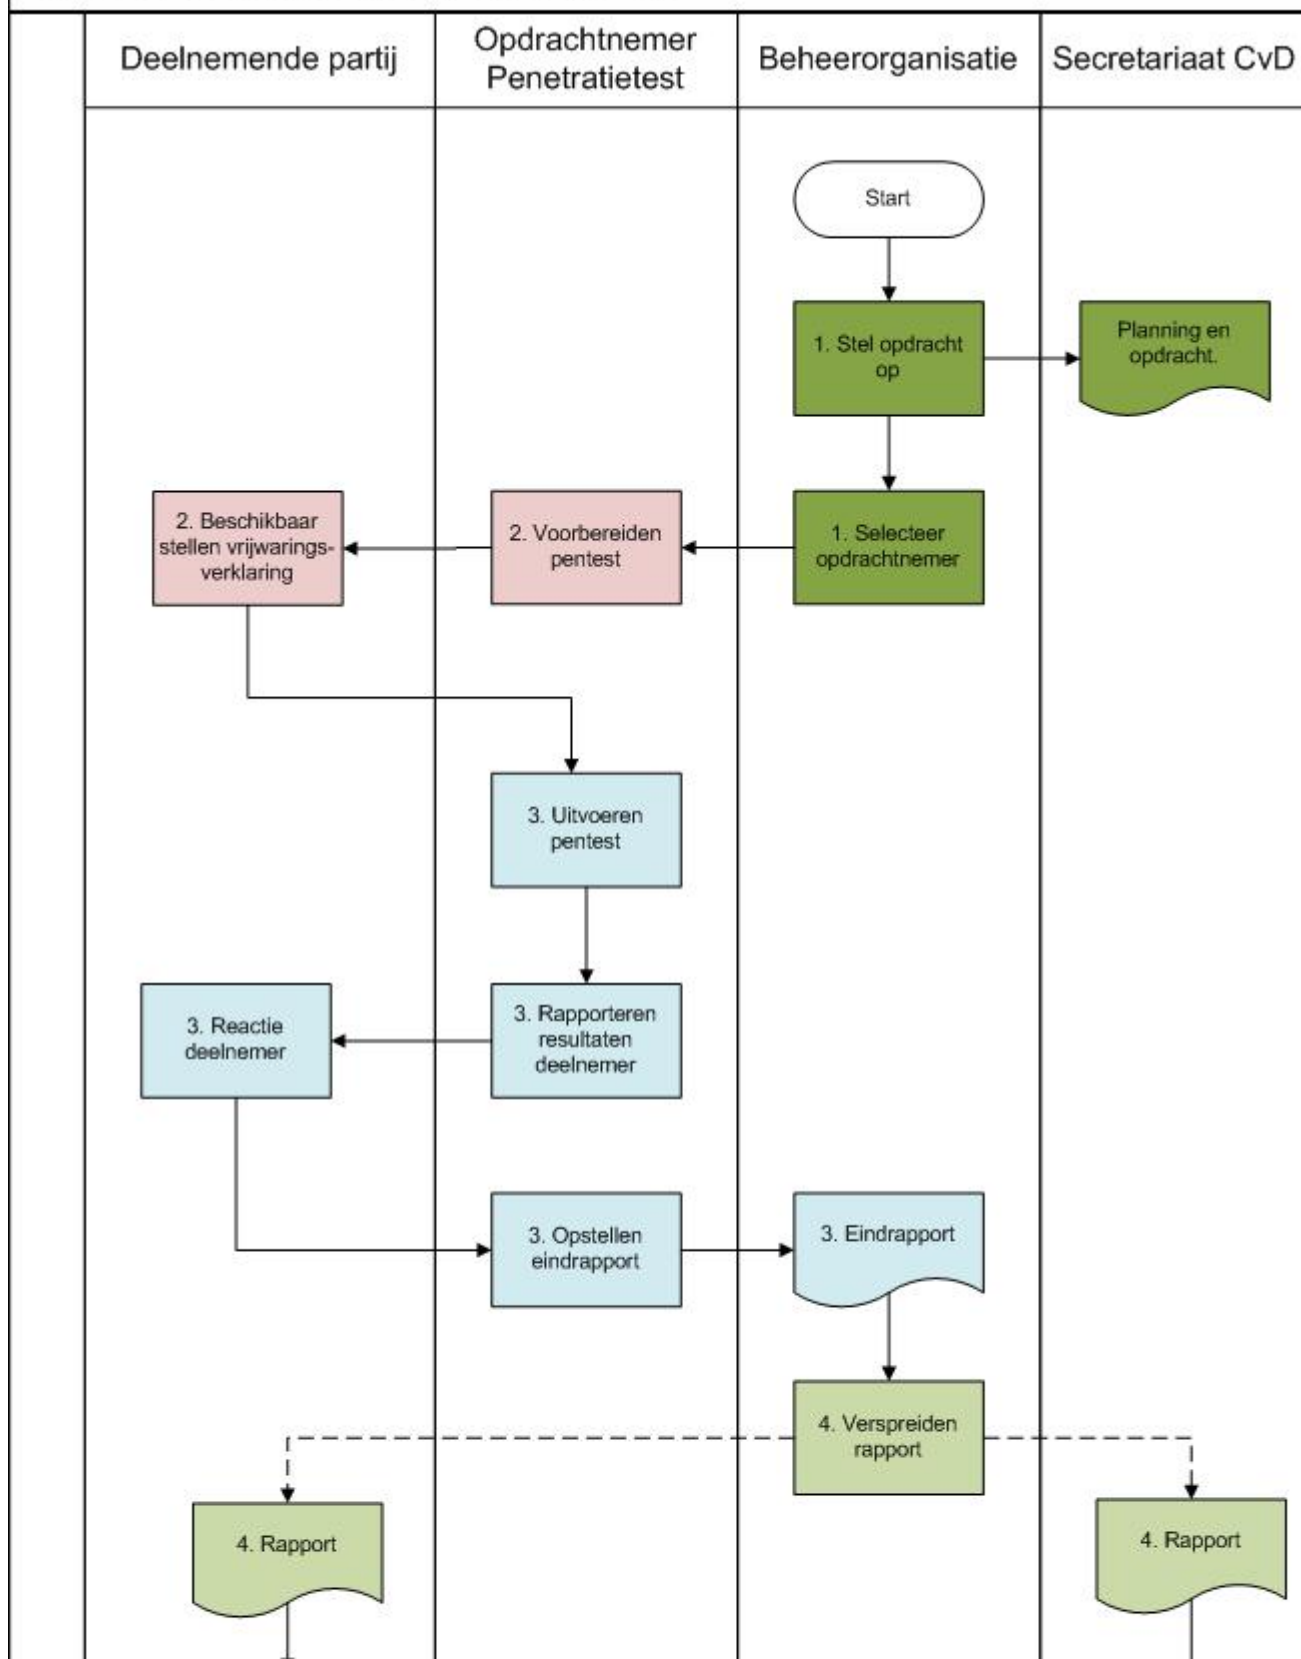 Deelnemende partij
Opdrachtnemer
Penetratietest
Beheerorganisatie
Secretariaat CvD
Start
1. Stel opdracht
op
Planning en
opdracht.
2. Beschikbaar
stellen vrijwarings-
verklaring
2. Voorbereiden
pentest
1. Selecteer
opdrachtnemer
3. Uitvoeren
pentest
3. Reactie
deelnemer
3. Rapporteren
resultaten
deelnemer
3. Opstellen
eindrapport
3. Eindrapport
4. Verspreiden
rapport
4. Rapport
4. Rapport